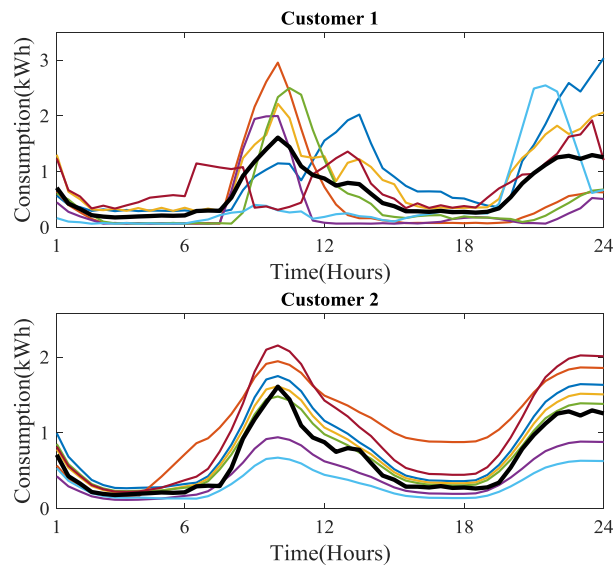 Customer 1
Consumption(kWh)
3
2
1
0
1
6
12
18
24
Time(Hours)
Customer 2
Consumption(kWh)
2
1
0
1
6
12
18
24
Time(Hours)